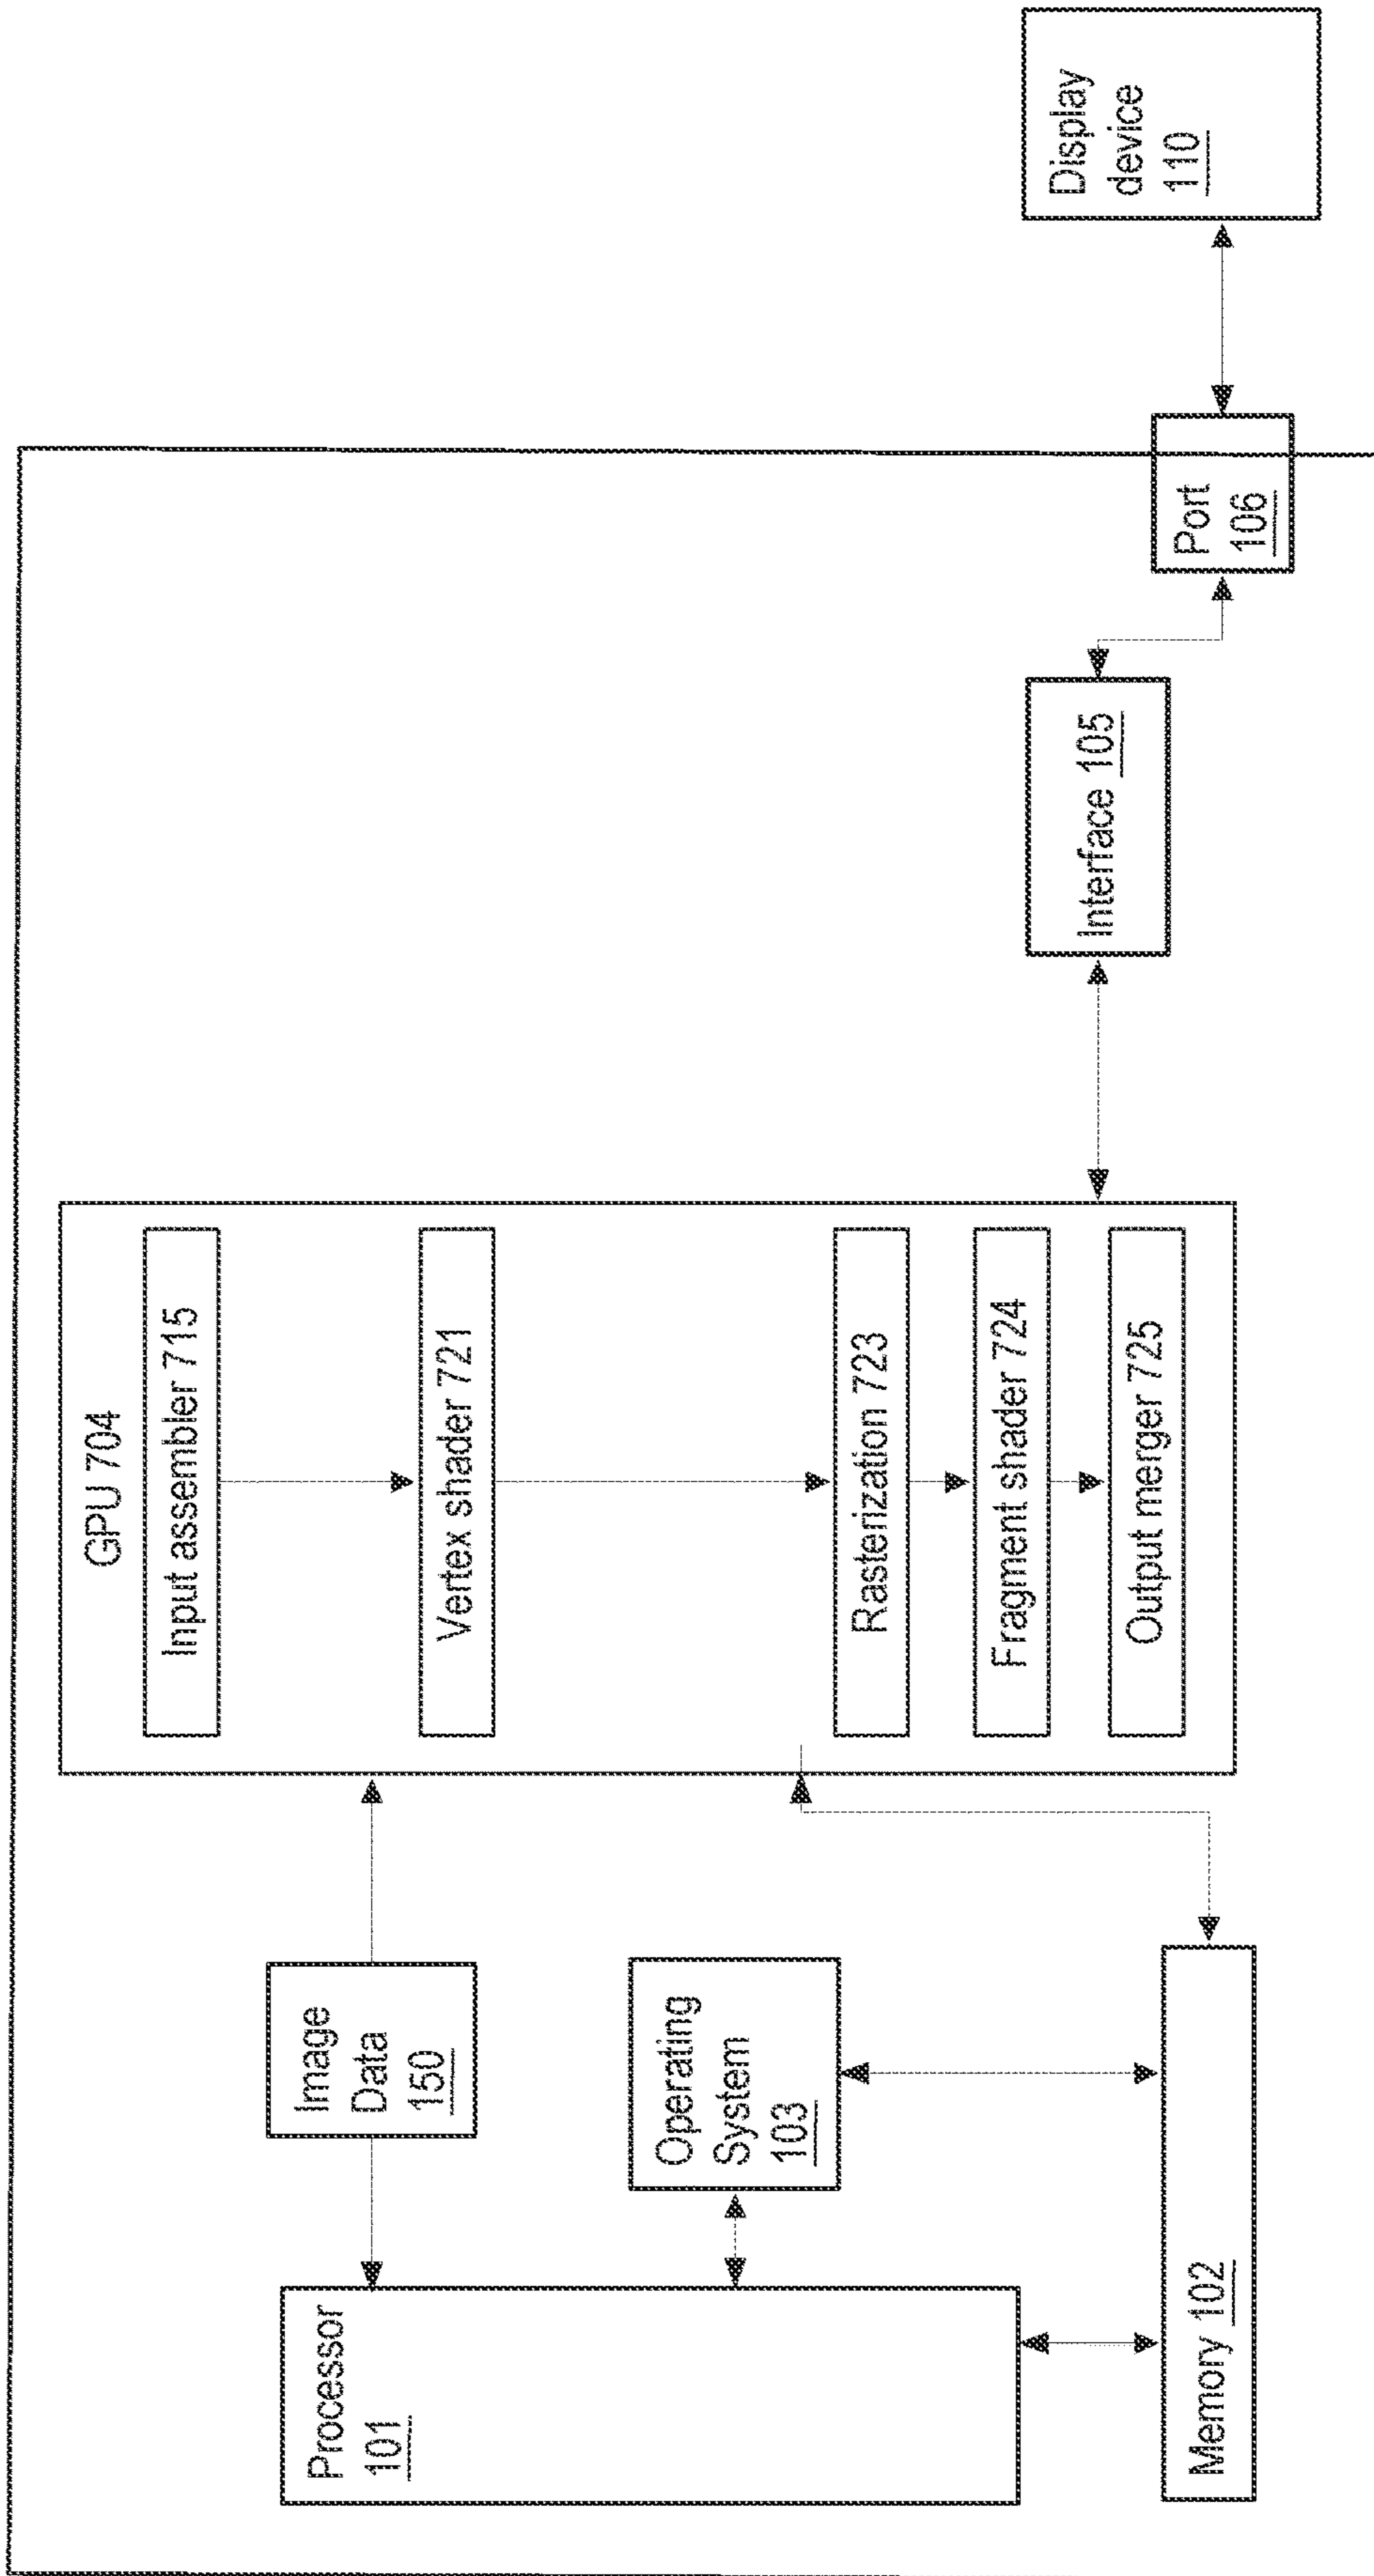 Processor
101
Image
Data
150
Operating
System
103
Memory 102
GPU 704
Input assembler 715
Vertex shader 721
Rasterization 723
Fragment shader 724
Output merger 725
Interface 105
Port
106
Display
device
110